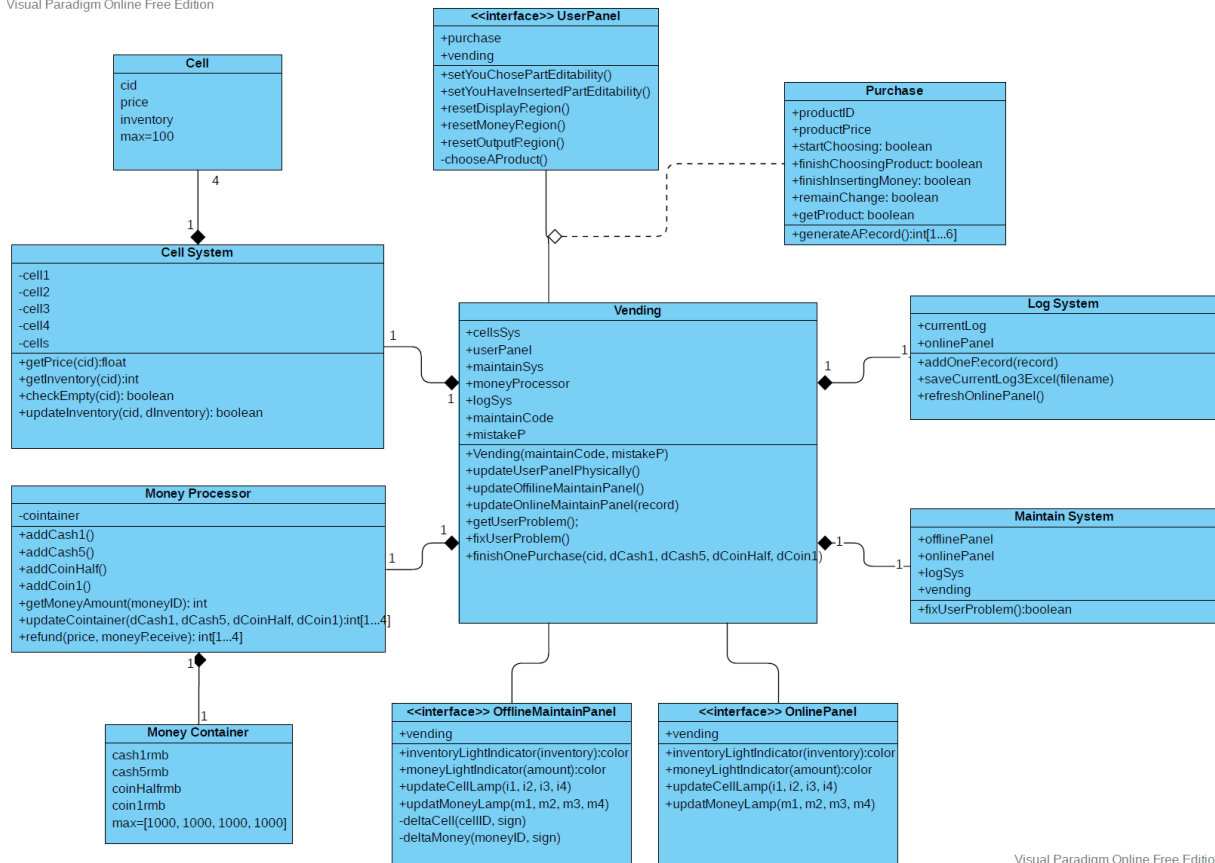 Visual Paradigm Online Free Edition
<<interface>> UserPanel
+purchase
+vending
+setYouChosePartEditability()
+setYouHaveInsertedPartEditability()
+resetDisplayRegion()
+resetMoneyRegion()
+resetOutputRegion()
-chooseAProduct()
Cell
cid
price
inventory
max=100
4
1
Purchase
+productID
+productPrice
+startChoosing: boolean
+finishChoosingProduct: boolean
+finishInsertingMoney: boolean
+remainChange: boolean
+getProduct: boolean
+generateARecord():int[1...6]
Cell System
-cell1
-cell2
-cell3
-cell4
-cells
+getPrice(cid):float
+getInventory(cid):int
+checkEmpty(cid): boolean
+updateInventory(cid, dInventory): boolean
1
1
Vending
+cellsSys
+userPanel
+maintainSys
+moneyProcessor
+logSys
+maintainCode
+mistakeP
+Vending(maintainCode, mistakeP)
+updateUserPanelPhysically()
+updateOffilineMaintainPanel()
+updateOnlineMaintainPanel(record)
+getUserProblem();
+fixUserProblem()
+finishOnePurchase(cid, dCash1, dCash5, dCoinHalf, dCoin1)
1
1
Log System
+currentLog
+onlinePanel
+addOneRecord(record)
+saveCurrentLog3Excel(filename)
+refreshOnlinePanel()
Money Processor
-cointainer
+addCash1()
+addCash5()
+addCoinHalf()
+addCoin1()
+getMoneyAmount(moneyID): int
+updateCointainer(dCash1, dCash5, dCoinHalf, dCoin1):int[1...4]
+refund(price, moneyReceive): int[1...4]
1
1
1
1
Maintain System
+offlinePanel
+onlinePanel
+logSys
+vending
+fixUserProblem():boolean
1
1
Money Container
cash1rmb
cash5rmb
coinHalfrmb
coin1rmb
max=[1000, 1000, 1000, 1000]
<<interface>> OfflineMaintainPanel
+vending
+inventoryLightIndicator(inventory):color
+moneyLightIndicator(amount):color
+updateCellLamp(i1, i2, i3, i4)
+updatMoneyLamp(m1, m2, m3, m4)
-deltaCell(cellID, sign)
-deltaMoney(moneyID, sign)
<<interface>> OnlinePanel
+vending
+inventoryLightIndicator(inventory):color
+moneyLightIndicator(amount):color
+updateCellLamp(i1, i2, i3, i4)
+updatMoneyLamp(m1, m2, m3, m4)
Visual Paradigm Online Free Editio